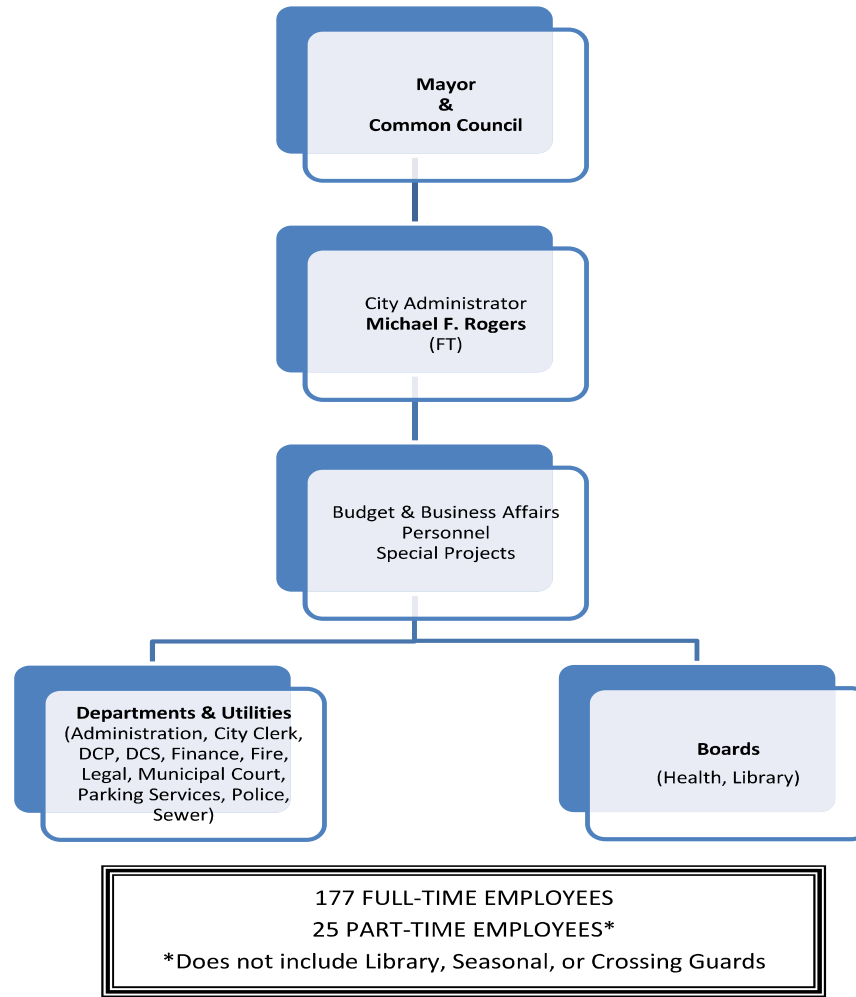 Mayor
&
Common Council
City Administrator
Michael F. Rogers
(FT)
Budget & Business Affairs
Personnel
Special Projects
Departments & Utilities
(Administration, City Clerk,
DCP, DCS, Finance, Fire,
Legal, Municipal Court,
Parking Services, Police,
Sewer)
Boards
(Health, Library)
177 FULL-TIME EMPLOYEES
25 PART-TIME EMPLOYEES*
*Does not include Library, Seasonal, or Crossing Guards